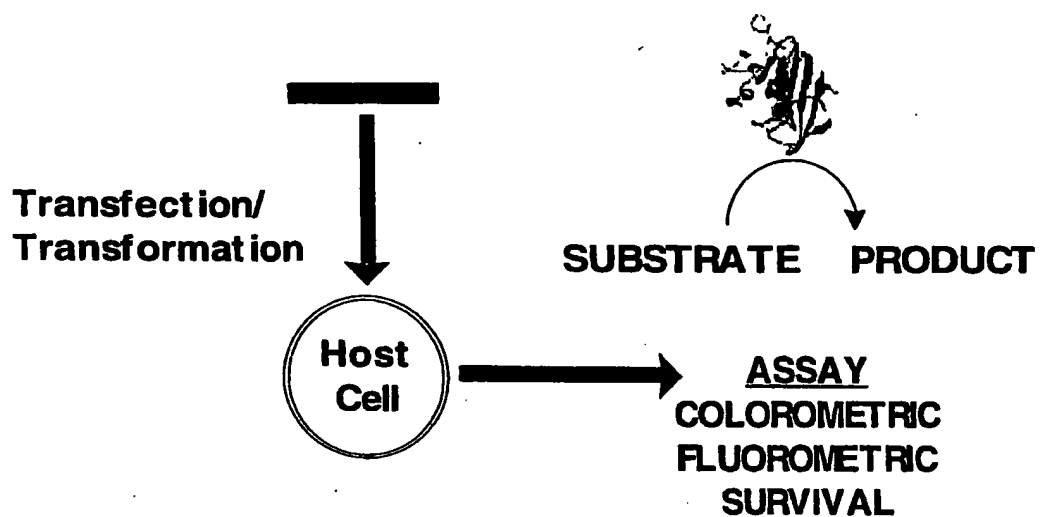 Transfection/
Transformation
SUBSTRATE PRODUCT
Host
Cell
ASSAY
COLOROMETRIC
FLUOROMETRIC
SURVIVAL